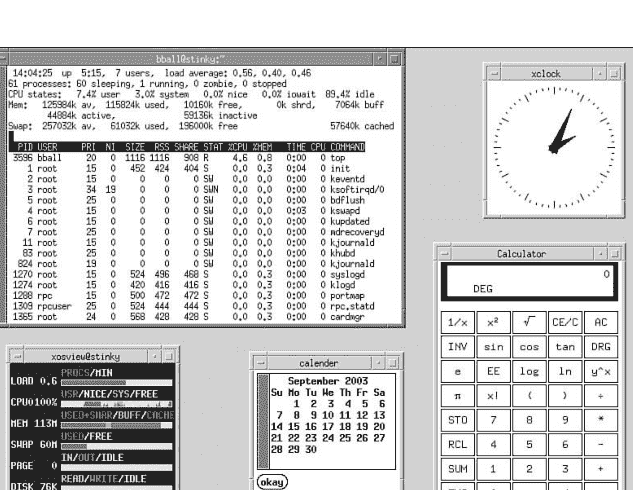 bball@stinky:~
14:04:25 up 5:15, 7 users, load average: 0.56, 0.40, 0.46
61 processes: 60 sleeping, 1 running, 0 zombie, 0 stopped
CPU states: 7.4% user 3.0% system 0.0% nice 0.0% iowait 89.4% idle
Mem: 125984k av, 115824k used, 10160k free, 0k shrd, 7064k buff
44884k active, 59136k inactive
Swap: 257032k av, 61032k used, 196000k free 57640k cached
PID USER PRI NI SIZE RSS SHARE STAT %CPU %MEM TIME CPU COMMAND
3596 bball 20 0 1116 1116 908 R 4.6 0.8 0:00 0 top
1 root 15 0 452 424 404 S 0.0 0.3 0:04 0 init
2 root 15 0 0 0 0 SW 0.0 0.0 0:00 0 keventd
3 root 34 19 0 0 0 SWN 0.0 0.0 0:00 0 ksoftirqd/0
5 root 25 0 0 0 0 SW 0.0 0.0 0:00 0 bdflush
4 root 15 0 0 0 0 SW 0.0 0.0 0:03 0 kswapd
6 root 15 0 0 0 0 SW 0.0 0.0 0:00 0 kupdated
7 root 25 0 0 0 0 SW 0.0 0.0 0:00 0 mdrecoveryd
11 root 15 0 0 0 0 SW 0.0 0.0 0:00 0 kjournald
83 root 25 0 0 0 0 SW 0.0 0.0 0:00 0 khubd
824 root 19 0 0 0 0 SW 0.0 0.0 0:00 0 kjournald
1270 root 15 0 524 496 468 S 0.0 0.3 0:00 0 syslogd
1274 root 15 0 420 416 416 S 0.0 0.3 0:00 0 klogd
1288 rpc 15 0 500 472 472 S 0.0 0.3 0:00 0 portmap
1309 rpcuser 25 0 524 444 444 S 0.0 0.3 0:00 0 rpc.statd
1365 root 24 0 568 428 428 S 0.0 0.3 0:00 0 cardmgr
xclock
Calculator
0
DEG
1/x x² √ CE/C AC
INV sin cos tan DRG
e EE log ln y^x
π x! ( ) ÷
STO 7 8 9 *
RCL 4 5 6 -
SUM 1 2 3 +
xosview@stinky
PROCS/MIN
LOAD 0.6
USR/NICE/SYS/FREE
CPU0100%
USED+SHAR/BUFF/CACHE
MEM 113M
USED/FREE
SWAP 60M
IN/OUT/IDLE
PAGE 0
READ/WRITE/IDLE
DISK 76K
calender
September 2003
Su Mo Tu We Th Fr Sa
1 2 3 4 5 6
7 8 9 10 11 12 13
14 15 16 17 18 19 20
21 22 23 24 25 26 27
28 29 30
okay